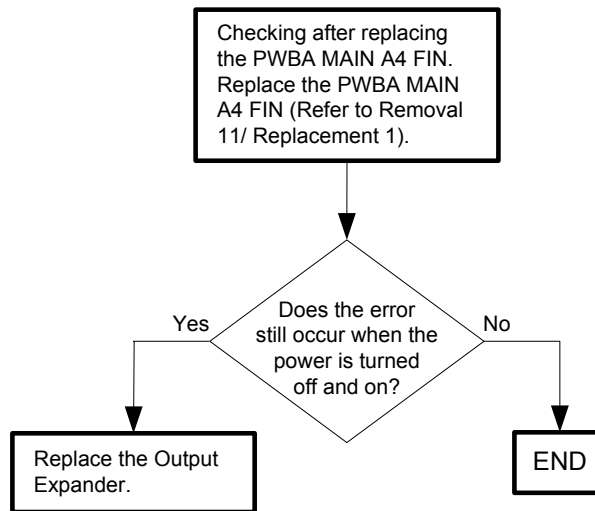 Checking after replacing
the PWBA MAIN A4 FIN.
Replace the PWBA MAIN
A4 FIN (Refer to Removal
11/ Replacement 1).
Does the error
still occur when the
power is turned
off and on?
Yes
No
Replace the Output
Expander.
END